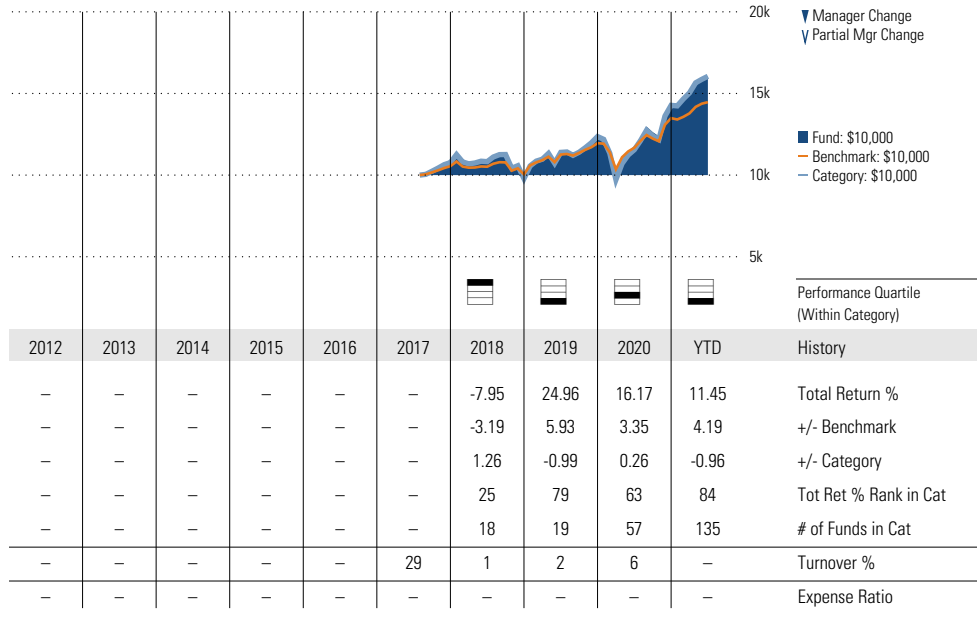 20k
▼ Manager Change
Partial Mgr Change
15k
Fund: $10,000
Benchmark: $10,000
10k
Category: $10,000
5k
Performance Quartile
(Within Category)
2012 2013 2014 2015 2016 2017 2018 2019 2020 YTD History
– – – – – – -7.95 24.96 16.17 11.45 Total Return %
– – – – – – -3.19 5.93 3.35 4.19 +/- Benchmark
– – – – – – 1.26 -0.99 0.26 -0.96 +/- Category
– – – – – – 25 79 63 84 Tot Ret % Rank in Cat
– – – – – – 18 19 57 135 # of Funds in Cat
– – – – – 29 1 2 6 – Turnover %
– – – – – – – – – – Expense Ratio